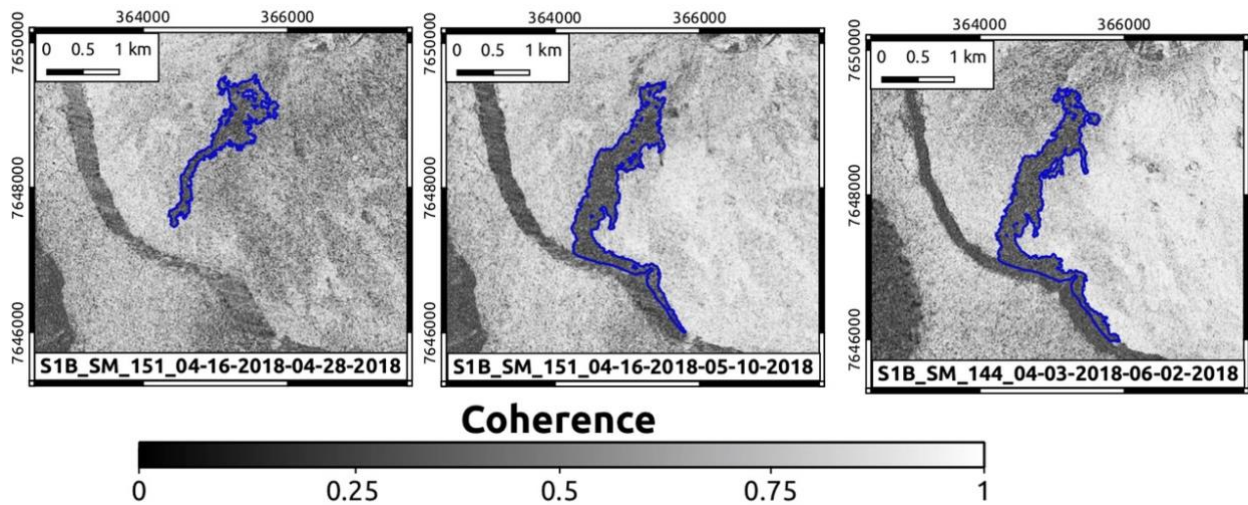 364000 366000
364000 366000
364000 366000
7650000 7648000 7646000
0 0.5 1 km
S1B_SM_151_04-16-2018-04-28-2018
7650000 7648000 7646000
0 0.5 1 km
S1B_SM_151_04-16-2018-05-10-2018
7650000 7648000 7646000
0 0.5 1 km
S1B_SM_144_04-03-2018-06-02-2018
Coherence
0 0.25 0.5 0.75 1